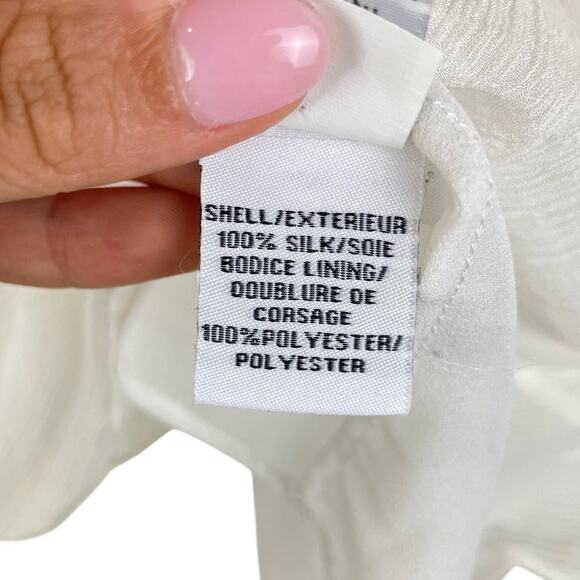 SHELL/EXTERIEUR
100% SILK/SOIE
BODICE LINING/
DOUBLURE DE
CORSAGE
100%POLYESTER/
POLYESTER